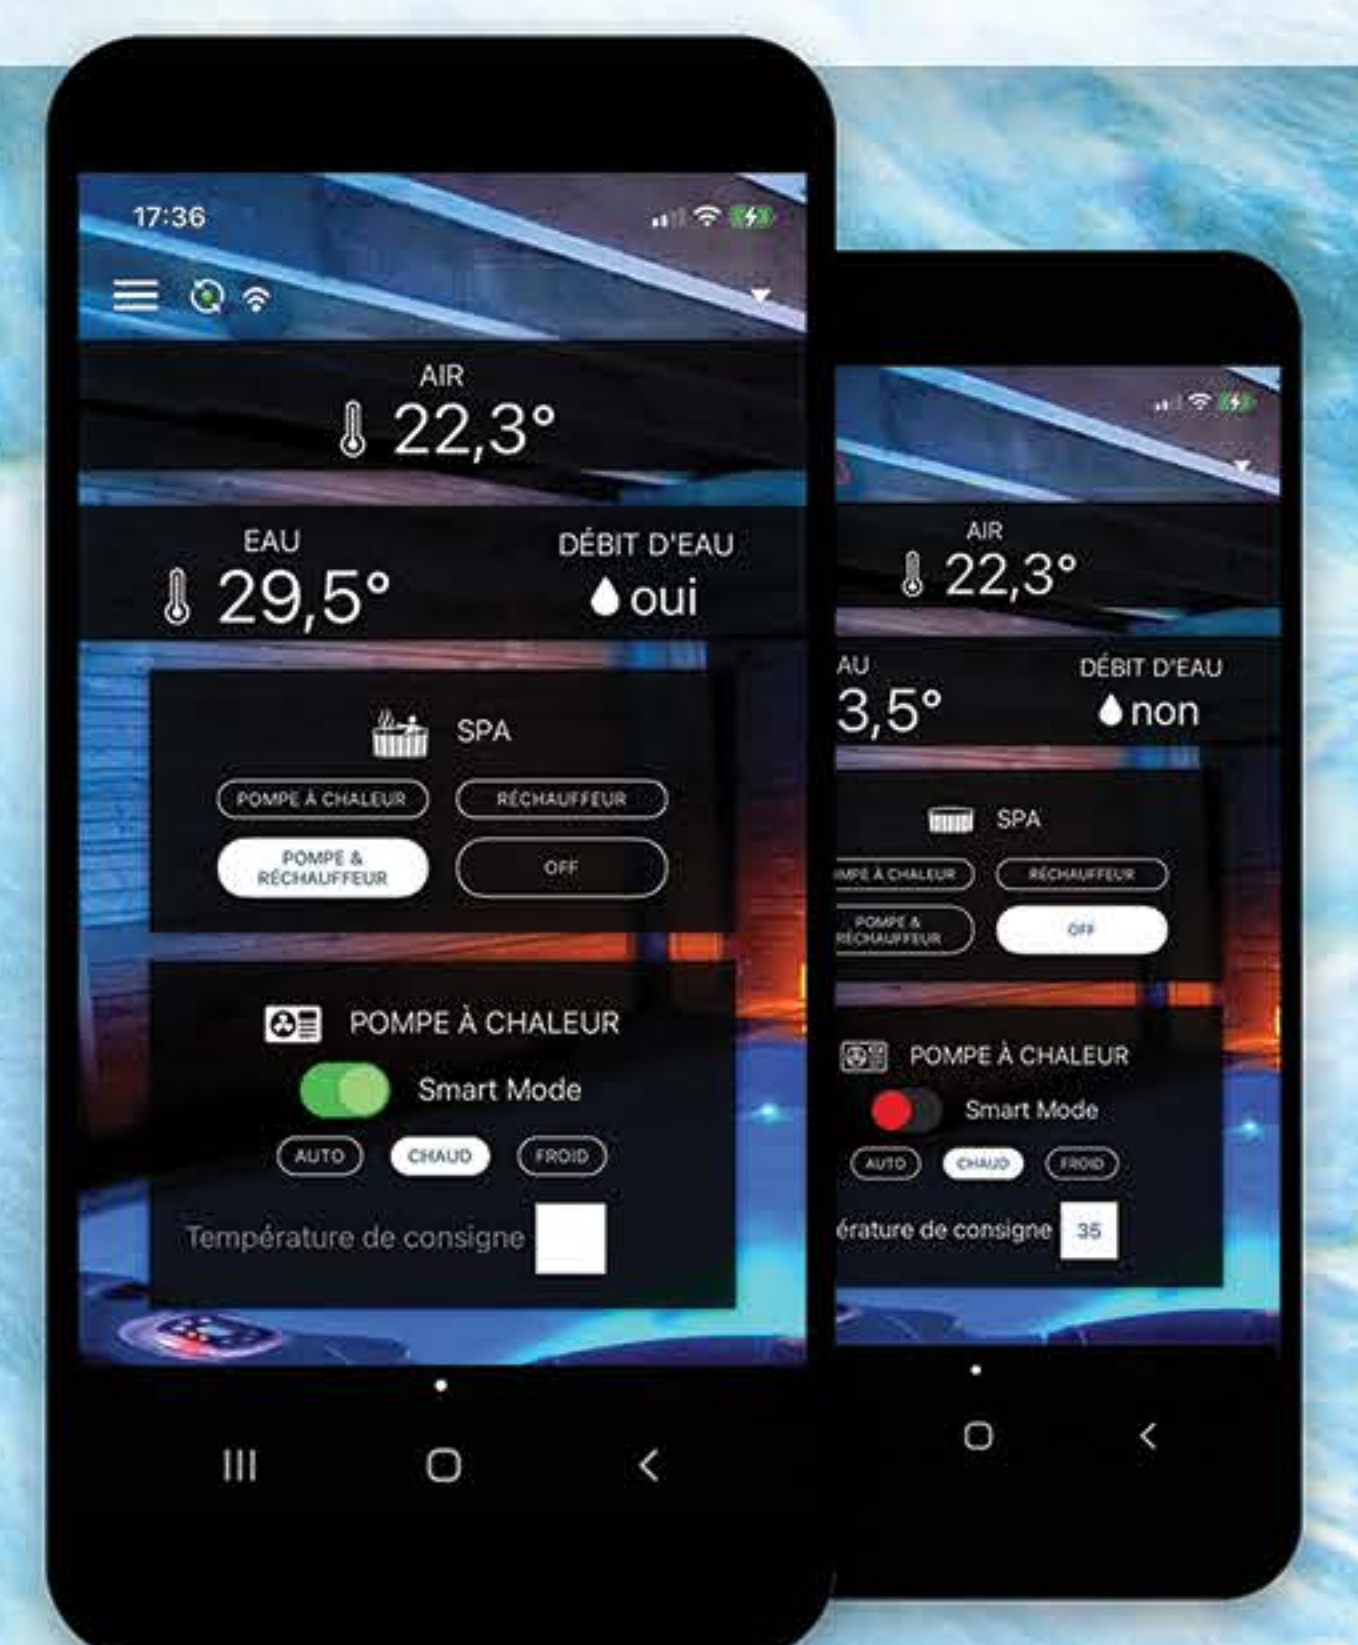 17:36
AIR
22,3°
EAU
DÉBIT D'EAU
29,5°
oui
SPA
POMPE À CHALEUR
RÉCHAUFFEUR
POMPE &
RÉCHAUFFEUR
OFF
POMPE À CHALEUR
Smart Mode
AUTO
CHAUD
FROID
Température de consigne
AIR
22,3°
AU
DÉBIT D'EAU
3,5°
non
SPA
MPE À CHALEUR
RÉCHAUFFEUR
POMPE &
RÉCHAUFFEUR
OFF
POMPE À CHALEUR
Smart Mode
AUTO
CHAUD
FROID
érature de consigne
35